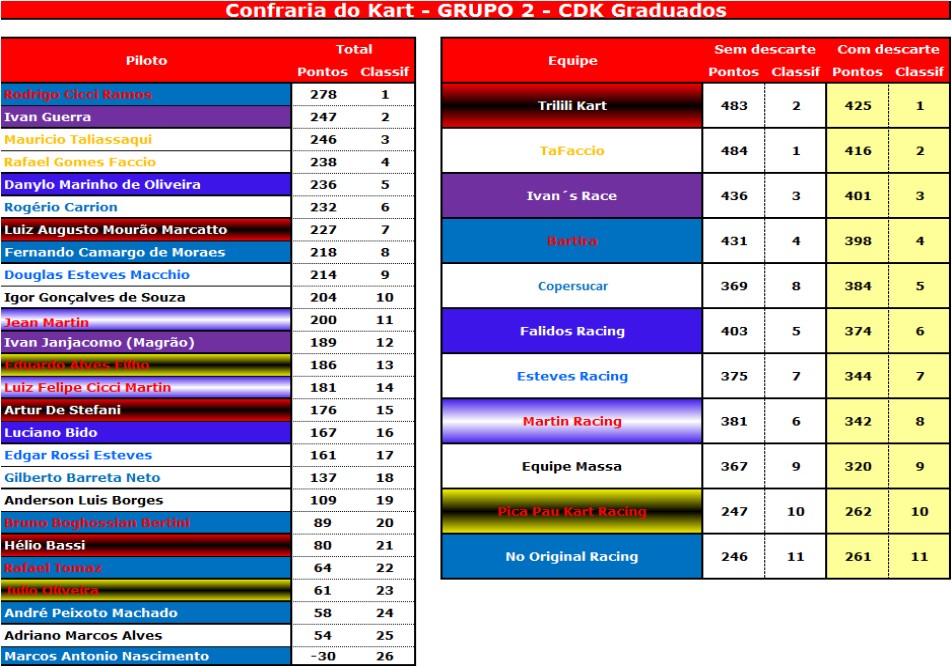 Confraria do Kart - GRUPO 2 - CDK Graduados
Piloto Total
Pontos Classif
Rodrigo Cicci Ramos 278 1
Ivan Guerra 247 2
Mauricio Taliassaqui 246 3
Rafael Gomes Faccio 238 4
Danylo Marinho de Oliveira 236 5
Rogério Carrion 232 6
Luiz Augusto Mourão Marcatto 227 7
Fernando Camargo de Moraes 218 8
Douglas Esteves Macchio 214 9
Igor Gonçalves de Souza 204 10
Jean Martin 200 11
Ivan Janjacomo (Magrão) 189 12
Eduardo Alves Filho 186 13
Luiz Felipe Cicci Martin 181 14
Artur De Stefani 176 15
Luciano Bido 167 16
Edgar Rossi Esteves 161 17
Gilberto Barreta Neto 137 18
Anderson Luis Borges 109 19
Bruno Boghossian Bertini 89 20
Hélio Bassi 80 21
Rafael Tomaz 64 22
Julio Oliveira 61 23
André Peixoto Machado 58 24
Adriano Marcos Alves 54 25
Marcos Antonio Nascimento -30 26
Equipe Sem descarte Com descarte
Pontos Classif Pontos Classif
Trilili Kart 483 2 425 1
TaFaccio 484 1 416 2
Ivan´s Race 436 3 401 3
Bartira 431 4 398 4
Copersucar 369 8 384 5
Falidos Racing 403 5 374 6
Esteves Racing 375 7 344 7
Martin Racing 381 6 342 8
Equipe Massa 367 9 320 9
Pica Pau Kart Racing 247 10 262 10
No Original Racing 246 11 261 11